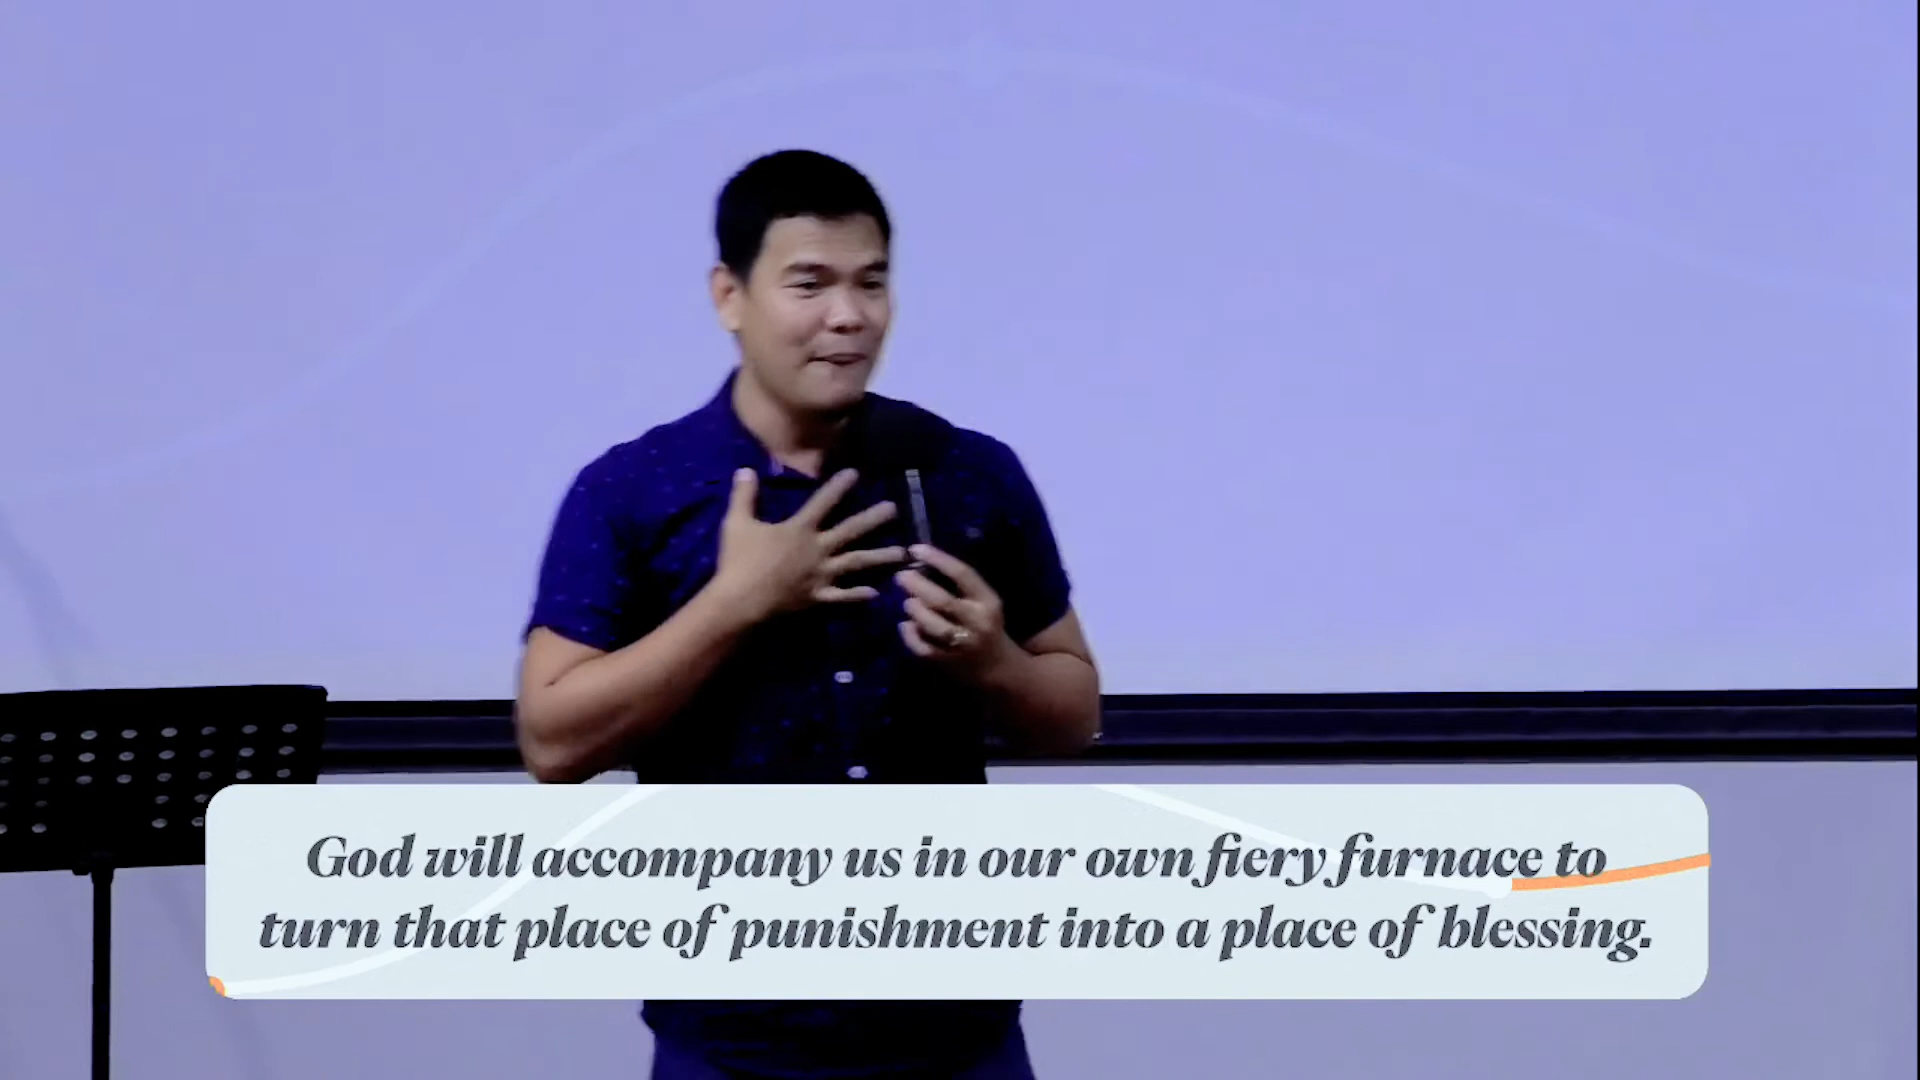 God will accompany us in our own fiery furnace to
turn that place of punishment into a place of blessing.